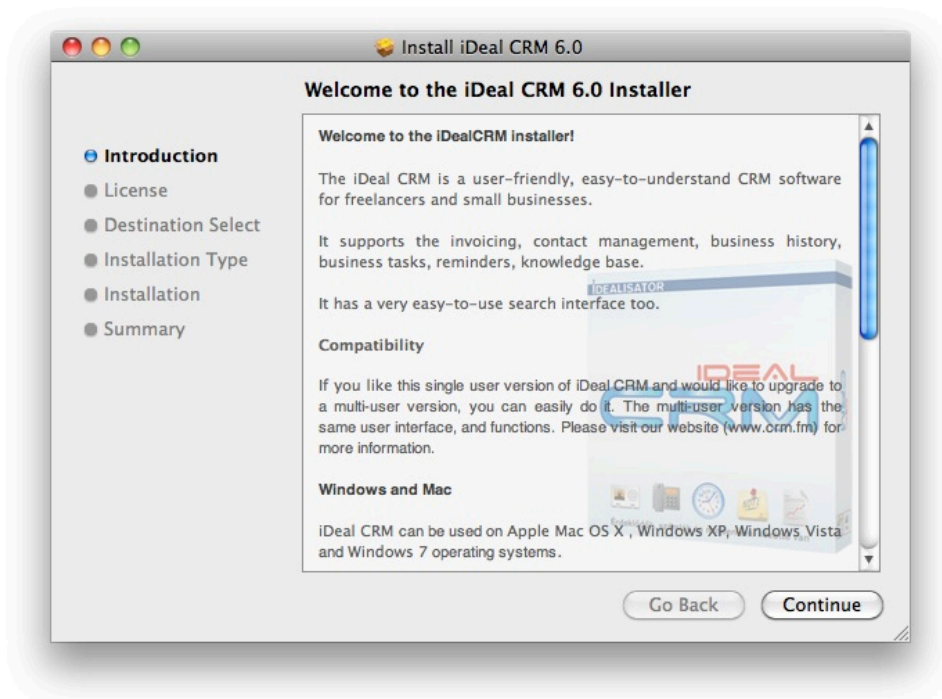 Install iDeal CRM 6.0
Welcome to the iDeal CRM 6.0 Installer
Introduction
License
Destination Select
Installation Type
Installation
Summary
Welcome to the iDealCRM installer!
The iDeal CRM is a user-friendly, easy-to-understand CRM software
for freelancers and small businesses.
It supports the invoicing, contact management, business history,
business tasks, reminders, knowledge base.
It has a very easy-to-use search interface too.
Compatibility
If you like this single user version of iDeal CRM and would like to upgrade to
a multi-user version, you can easily do it. The multi-user version has the
same user interface, and functions. Please visit our website (www.crm.fm) for
more information.
Windows and Mac
iDeal CRM can be used on Apple Mac OS X , Windows XP, Windows Vista
and Windows 7 operating systems.
IDEALISATOR
IDEAL
CRM
Go Back
Continue